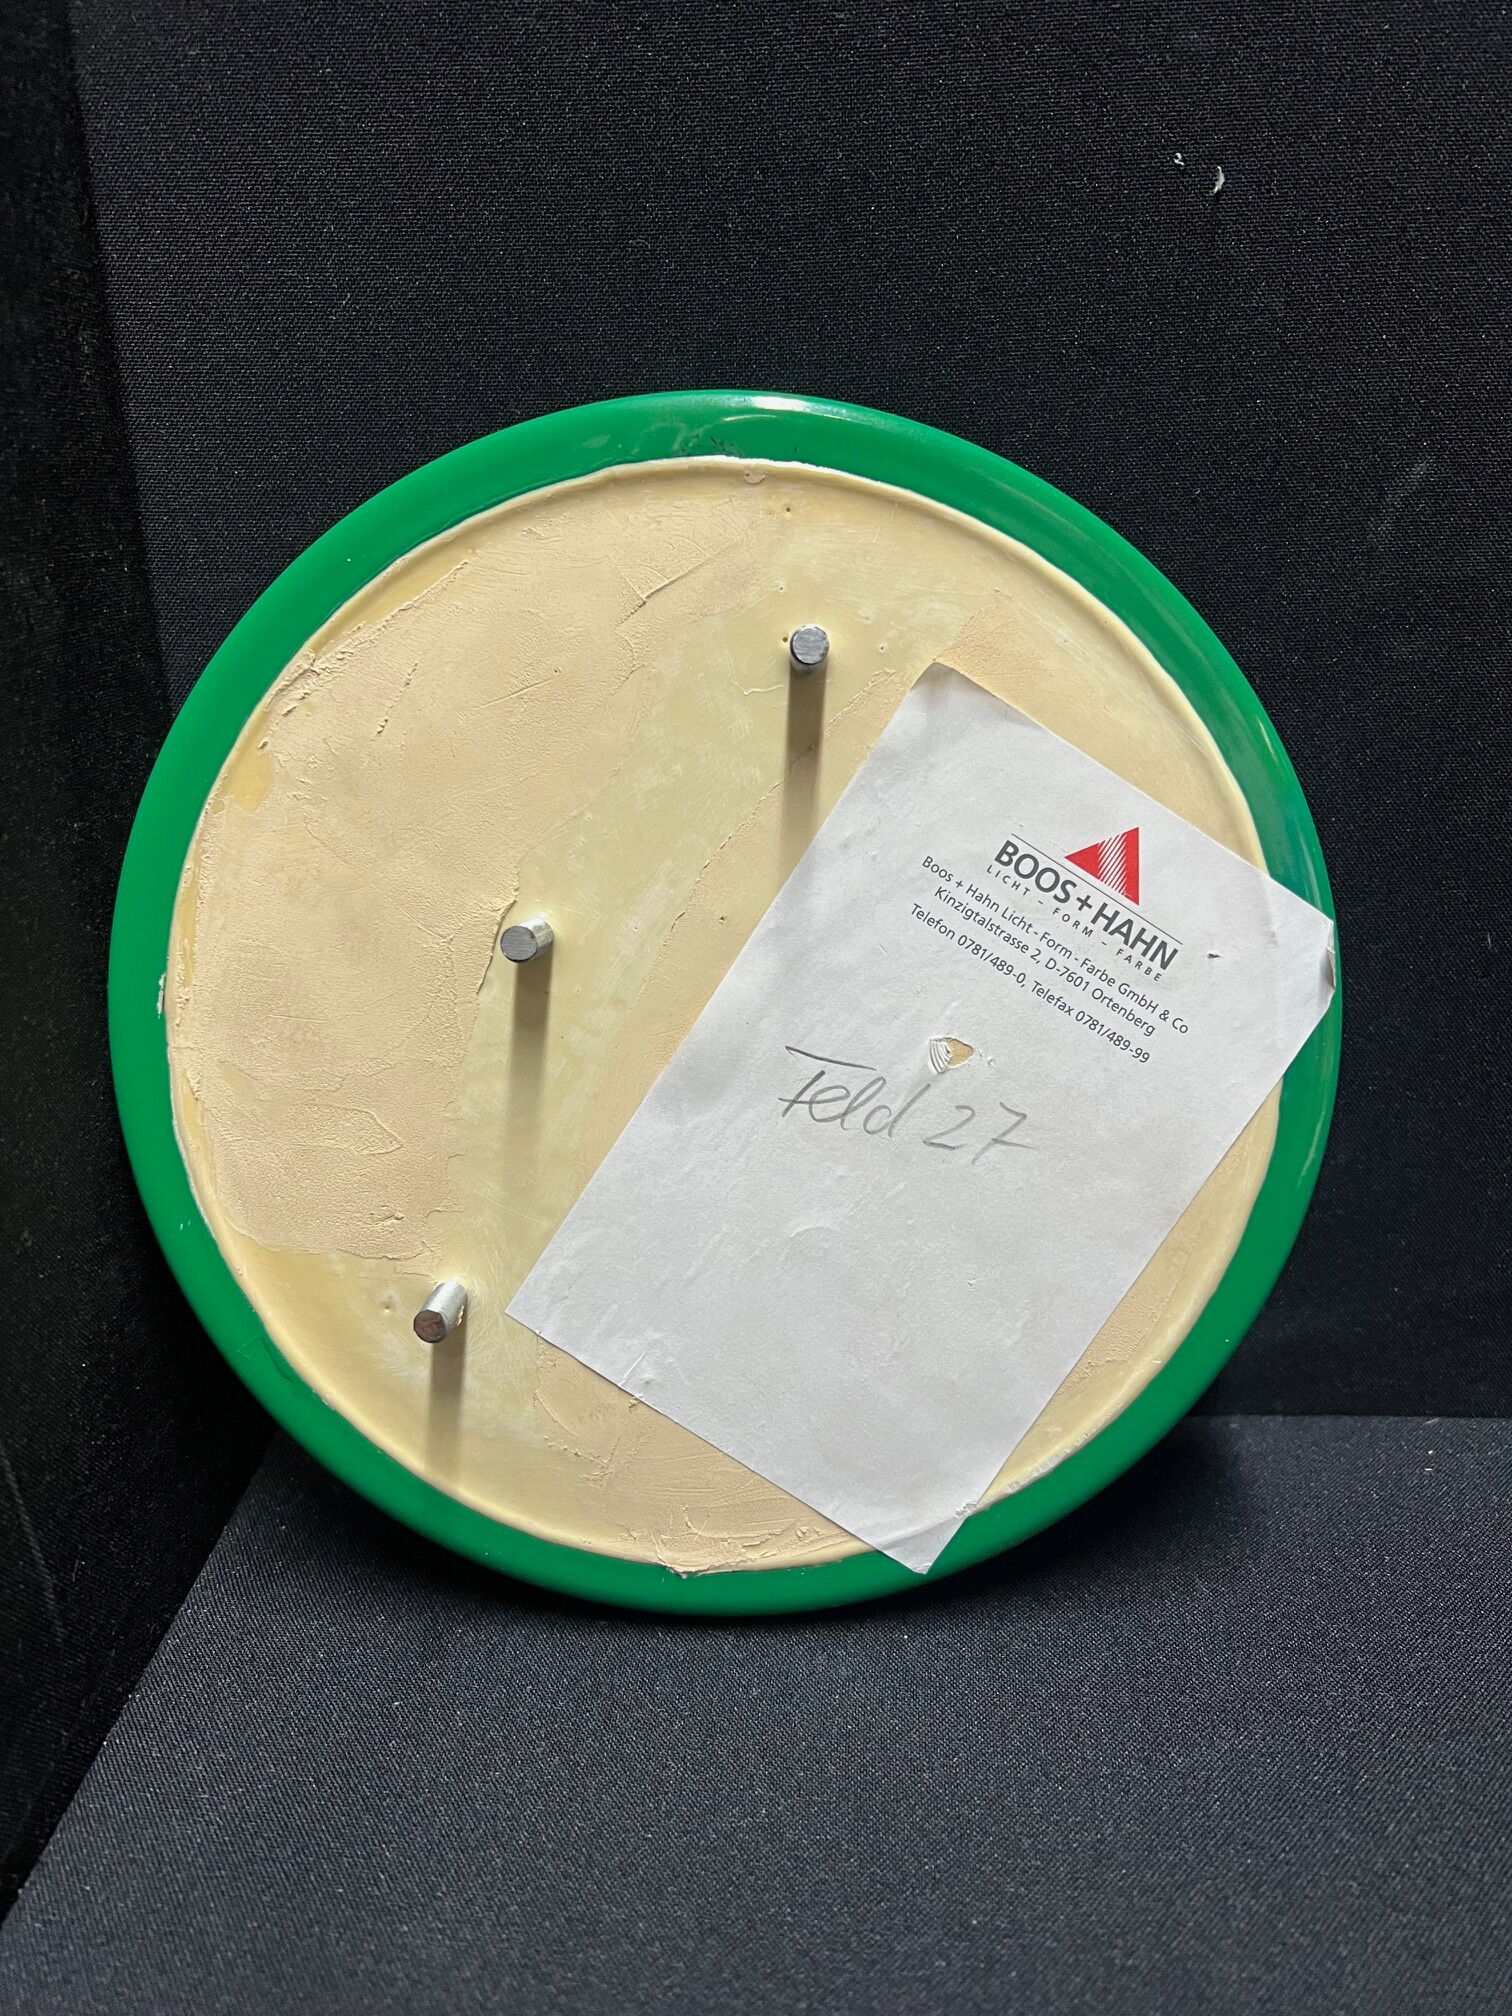 BOOS+HAHN
LICHT – FORM – FARBE
Boos + Hahn Licht - Form - Farbe GmbH & Co
Kinzigtalstrasse 2, D-7601 Ortenberg
Telefon 0781/489-0, Telefax 0781/489-99
Feld 27